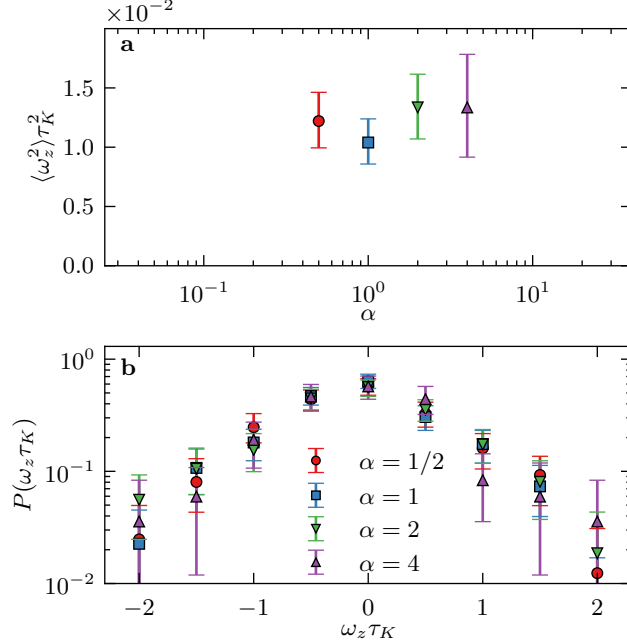 ×10⁻²
a
1.5
1.0
0.5
0.0
⟨ω_z²⟩τ_K²
10⁻¹ 10⁰ 10¹
α
b
10⁰
10⁻¹
10⁻²
P(ω_zτ_K)
α = 1/2
α = 1
α = 2
α = 4
−2 −1 0 1 2
ω_zτ_K